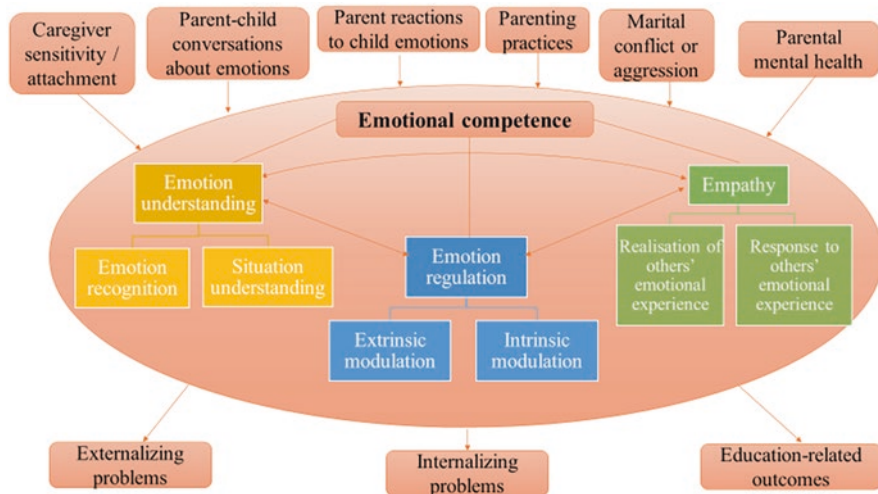 Caregiver
sensitivity /
attachment
Parent-child
conversations
about emotions
Parent reactions
to child emotions
Parenting
practices
Marital
conflict or
aggression
Parental
mental health
Emotional competence
Emotion
understanding
Emotion
recognition
Situation
understanding
Emotion
regulation
Extrinsic
modulation
Intrinsic
modulation
Empathy
Realisation of
others'
emotional
experience
Response to
others'
emotional
experience
Externalizing
problems
Internalizing
problems
Education-related
outcomes